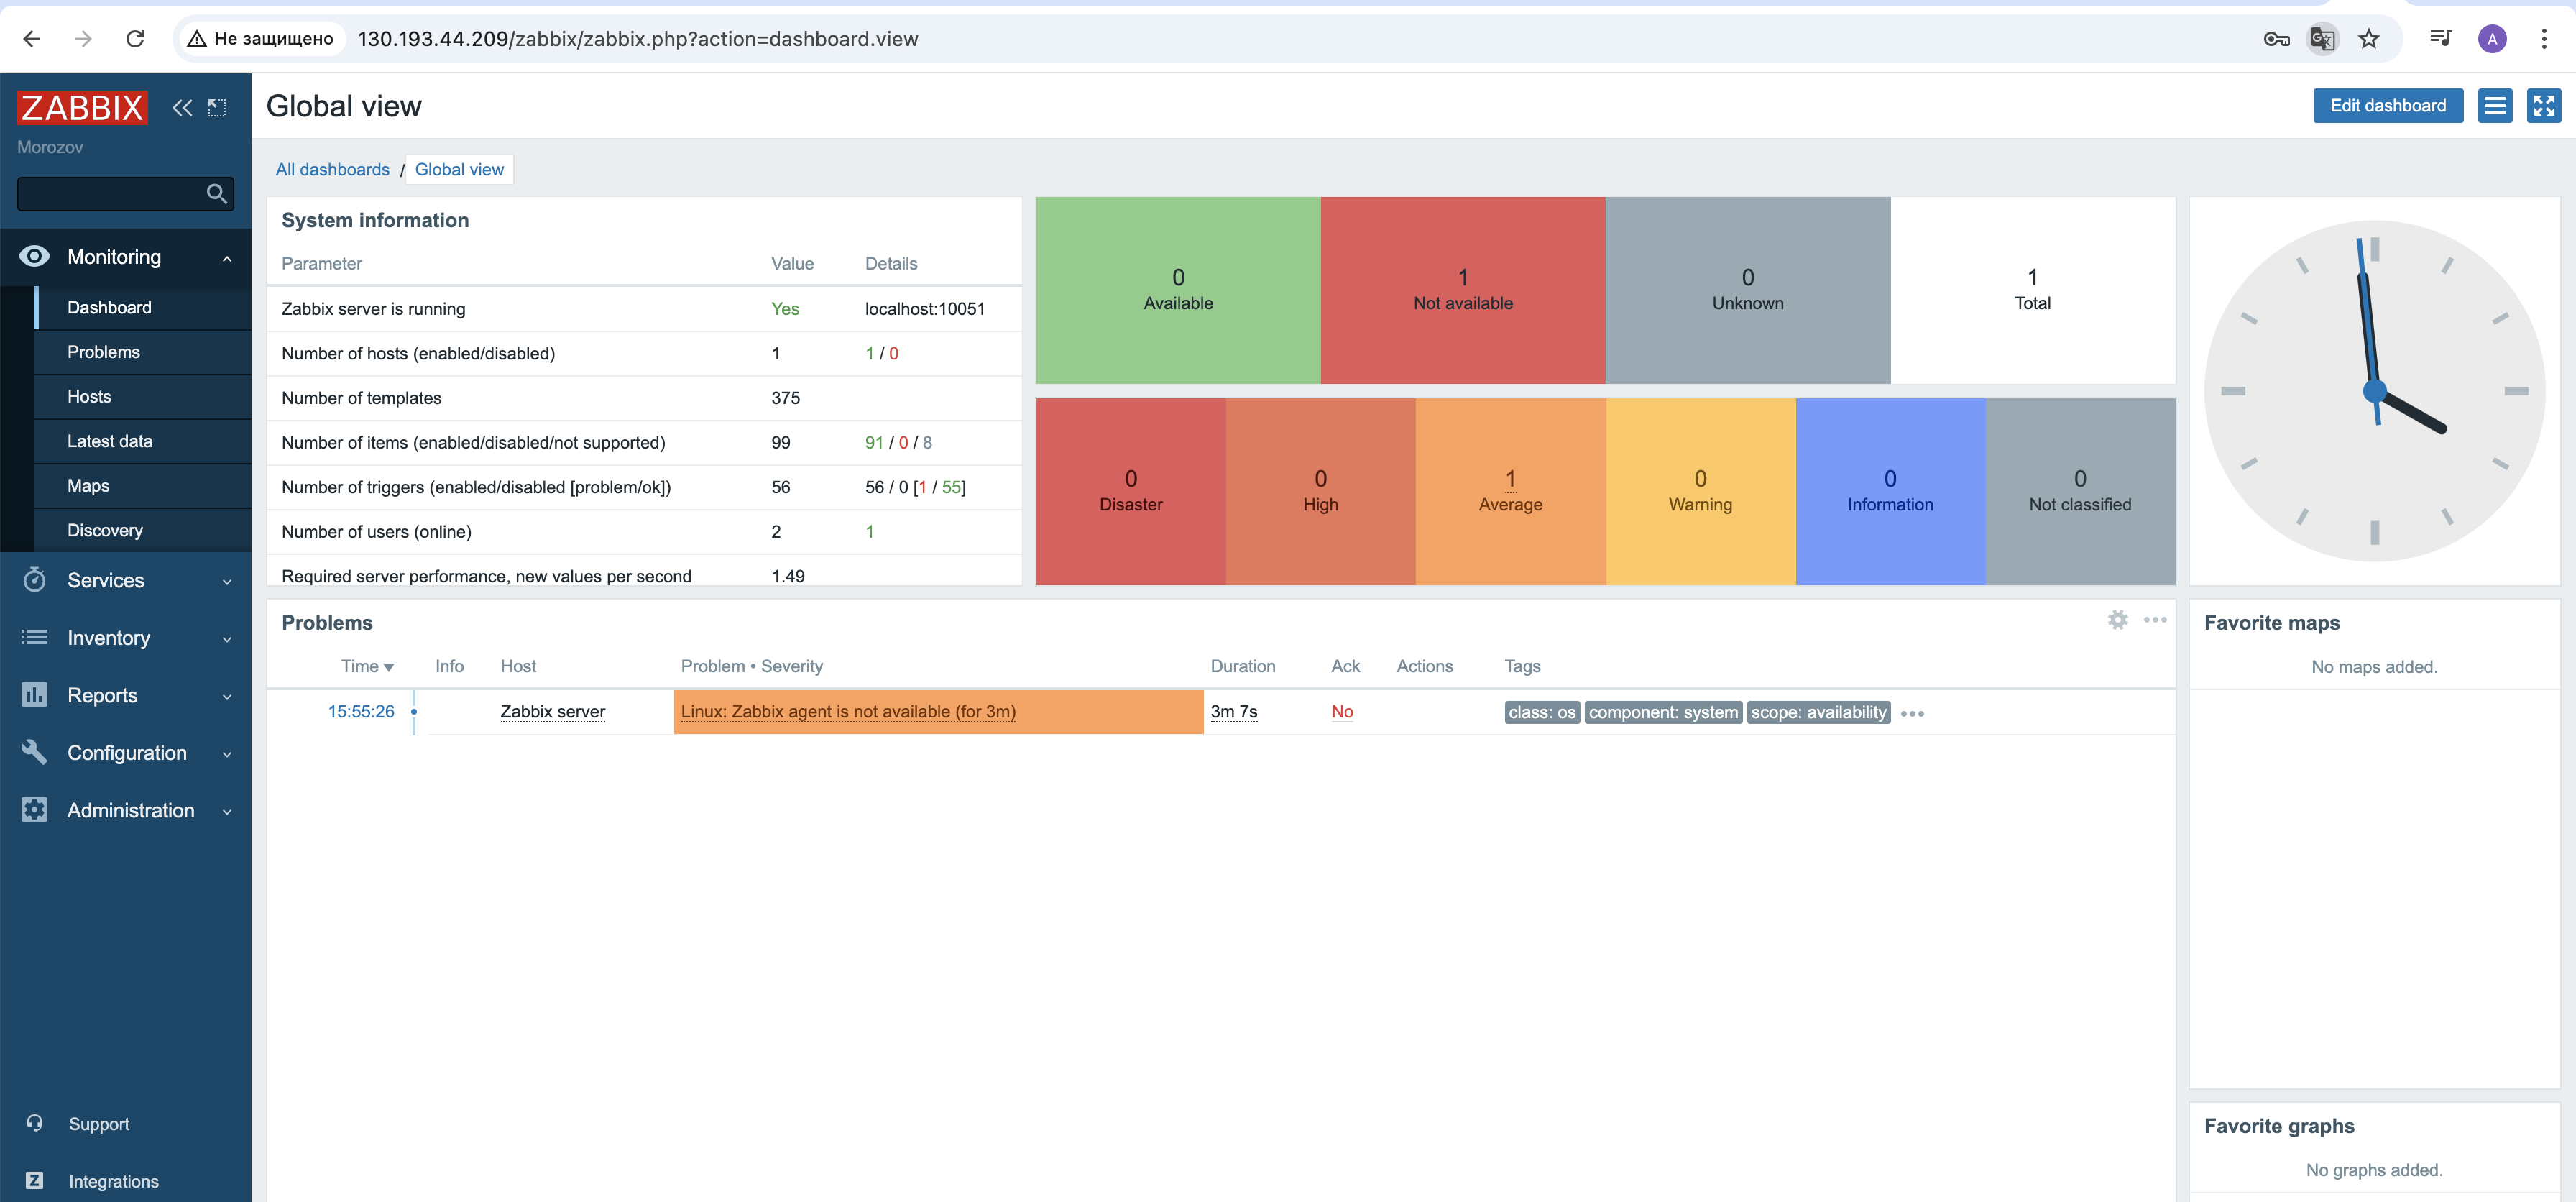 Не защищено 130.193.44.209/zabbix/zabbix.php?action=dashboard.view A
ZABBIX
Morozov
Monitoring
Dashboard
Problems
Hosts
Latest data
Maps
Discovery
Services
Inventory
Reports
Configuration
Administration
Support
Z Integrations
Global view Edit dashboard
All dashboards / Global view
System information
Parameter Value Details
Zabbix server is running Yes localhost:10051
Number of hosts (enabled/disabled) 1 1 / 0
Number of templates 375
Number of items (enabled/disabled/not supported) 99 91 / 0 / 8
Number of triggers (enabled/disabled [problem/ok]) 56 56 / 0 [1 / 55]
Number of users (online) 2 1
Required server performance, new values per second 1.49
0 1 0 1
Available Not available Unknown Total
0 0 1 0 0 0
Disaster High Average Warning Information Not classified
Problems
Time ▼ Info Host Problem • Severity Duration Ack Actions Tags
15:55:26 Zabbix server Linux: Zabbix agent is not available (for 3m) 3m 7s No class: os component: system scope: availability •••
Favorite maps
No maps added.
Favorite graphs
No graphs added.